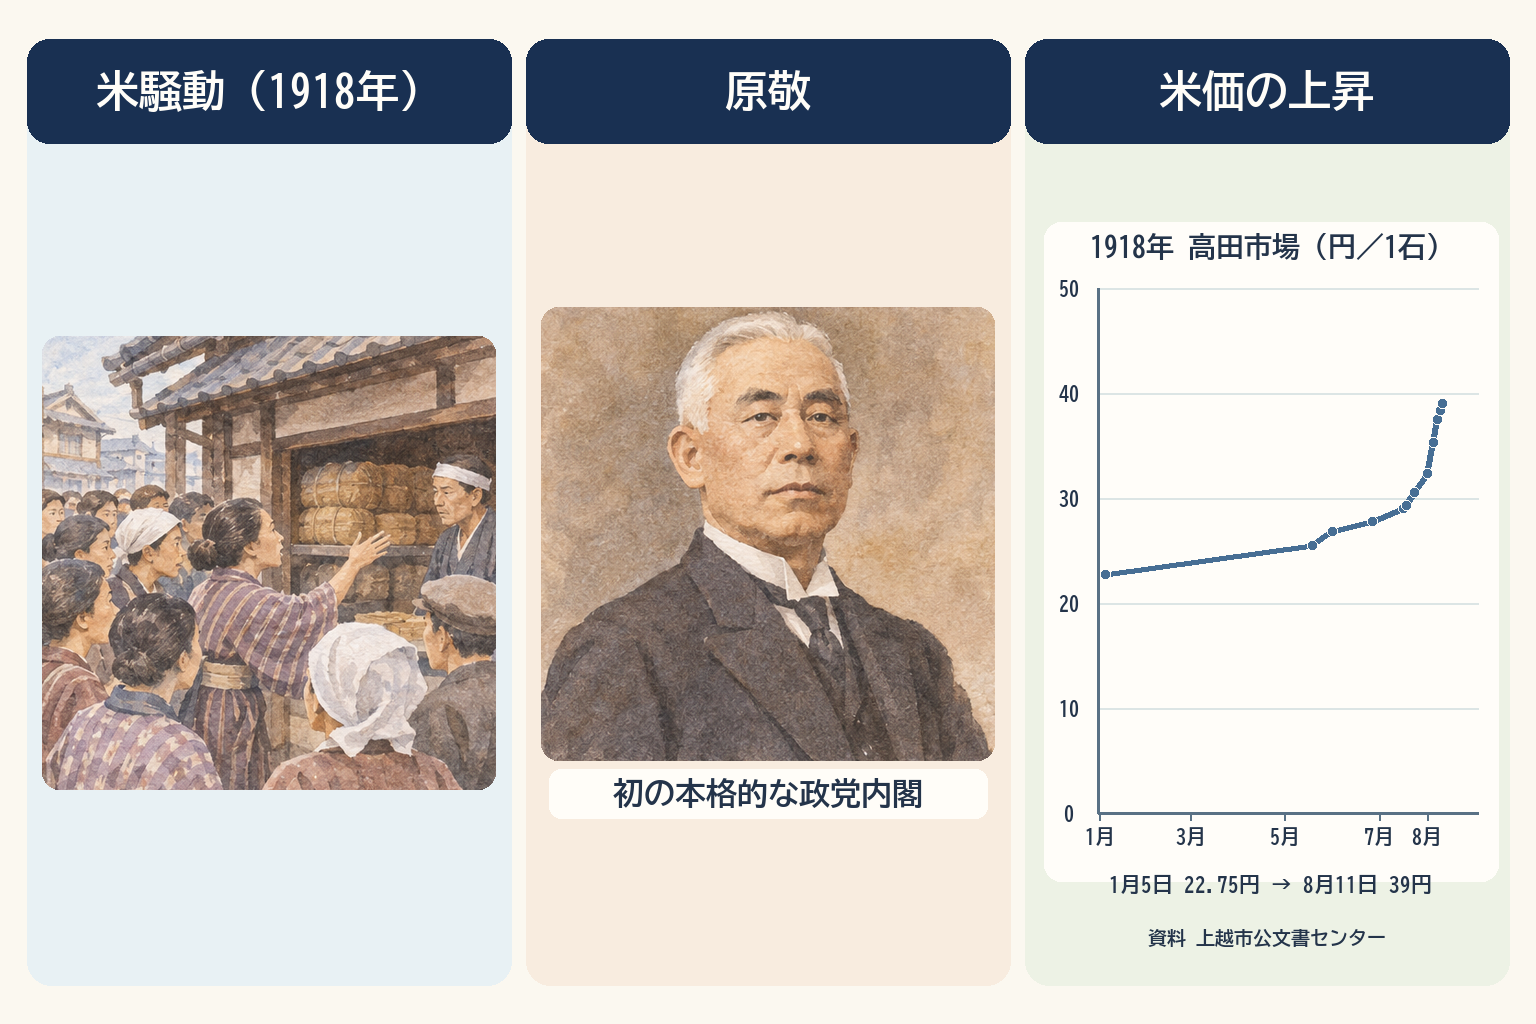 米騒動（1918年）
原敬
初の本格的な政党内閣
米価の上昇
1918年 高田市場（円／1石）
50
40
30
20
10
0
1月 3月 5月 7月 8月
1月5日 22.75円 → 8月11日 39円
資料 上越市公文書センター